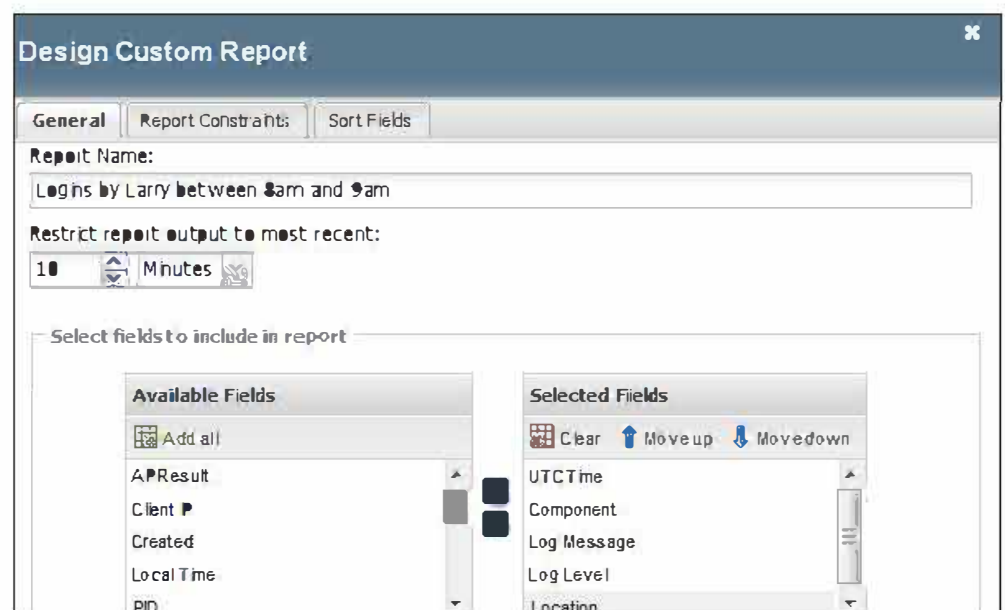 Design Custom Report
General Report Constraints Sort Fields
Report Name:
Logins by Larry between 8am and 9am
Restrict report output to most recent:
10 Minutes
Select fields to include in report
Available Fields Selected Fields
Add all Clear Move up Move down
APResult UTCTime
Client IP Component
Created Log Message
Local Time Log Level
PID Location